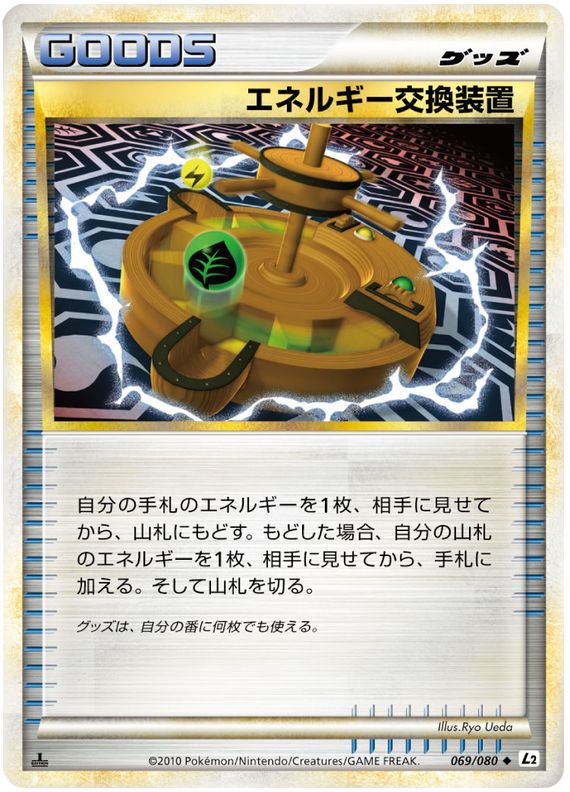 GOODS
グッズ
エネルギー交換装置
自分の手札のエネルギーを1枚、相手に見せて
から、山札にもどす。もどした場合、自分の山札
のエネルギーを1枚、相手に見せてから、手札に
加える。そして山札を切る。
グッズは、自分の番に何枚でも使える。
Illus.Ryo Ueda
1 EDITION
©2010 Pokémon/Nintendo/Creatures/GAME FREAK.
069/080 ◆ L2